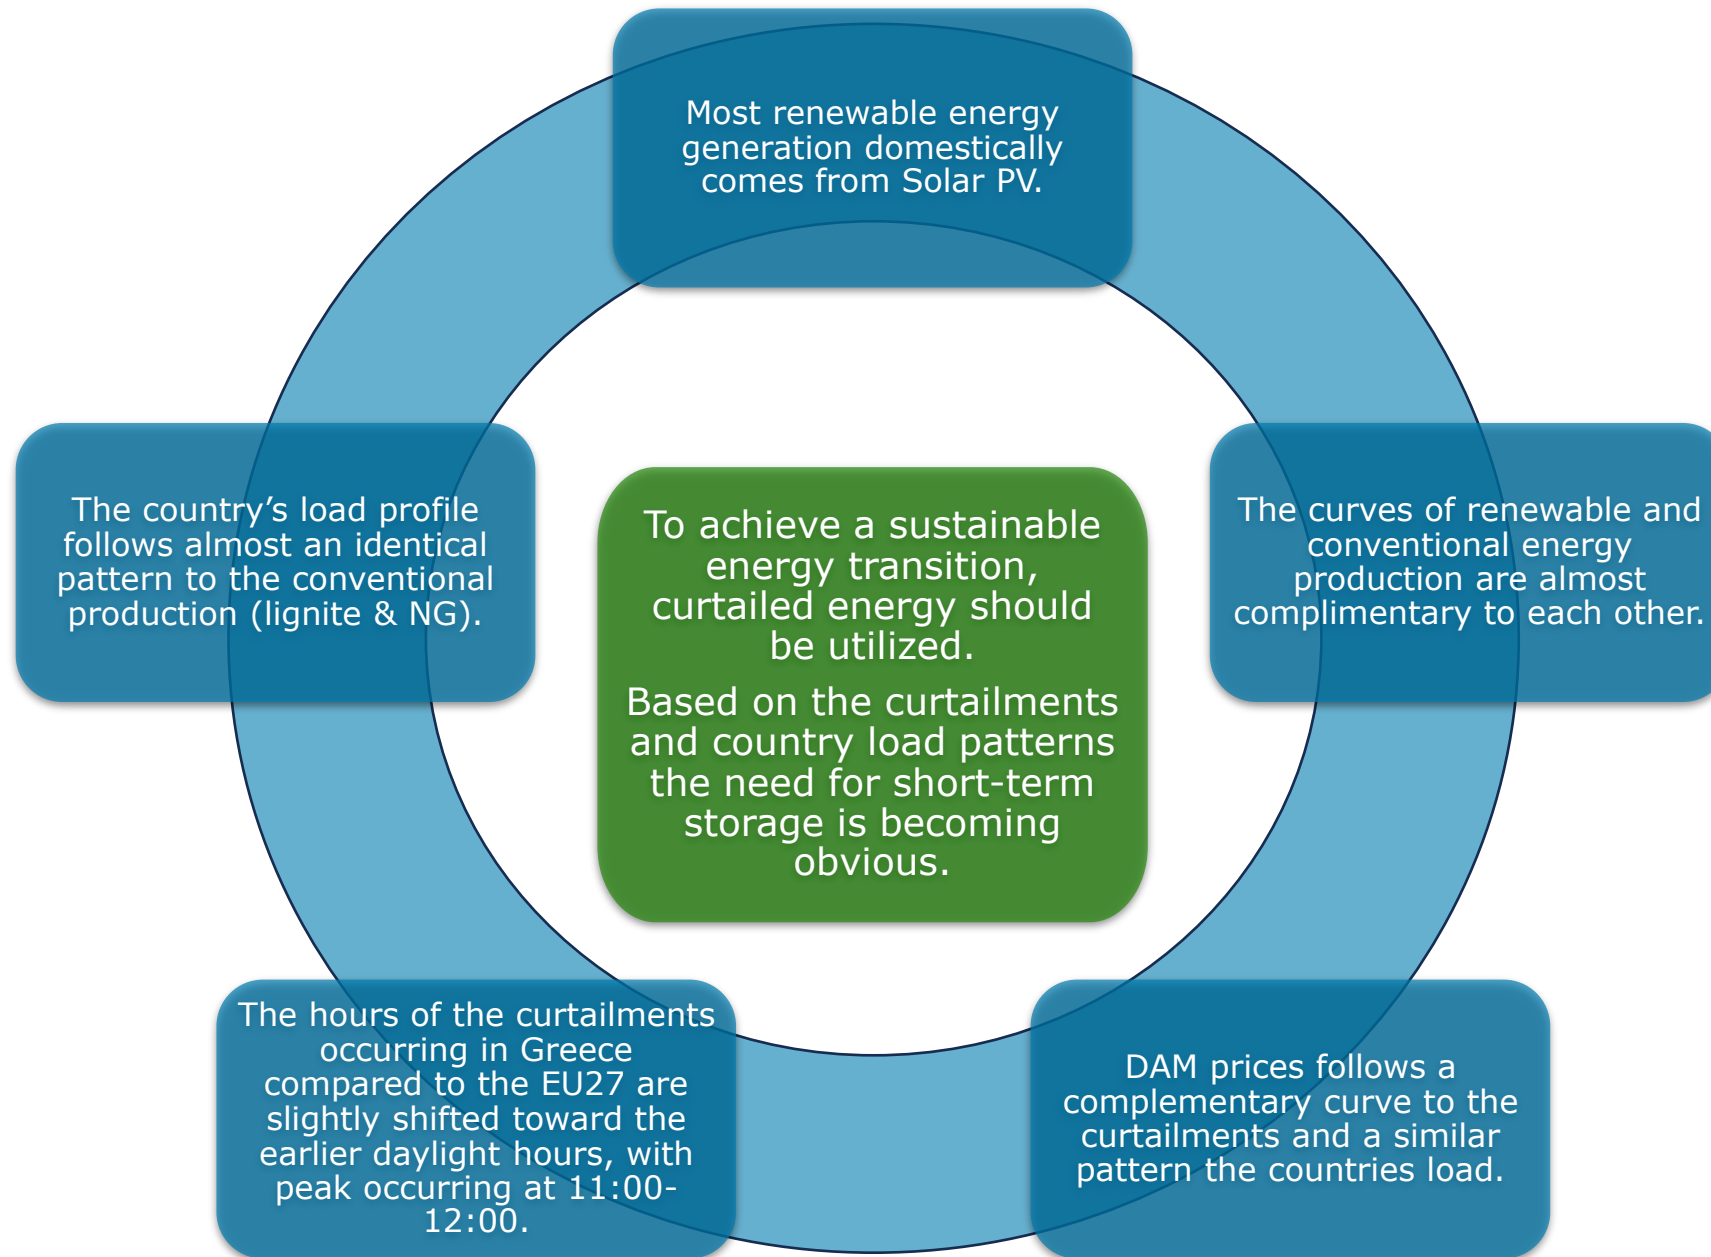 Most renewable energy
generation domestically
comes from Solar PV.
The country’s load profile
follows almost an identical
pattern to the conventional
production (lignite & NG).
To achieve a sustainable
energy transition,
curtailed energy should
be utilized.
Based on the curtailments
and country load patterns
the need for short-term
storage is becoming
obvious.
The curves of renewable and
conventional energy
production are almost
complimentary to each other.
The hours of the curtailments
occurring in Greece
compared to the EU27 are
slightly shifted toward the
earlier daylight hours, with
peak occurring at 11:00-
12:00.
DAM prices follows a
complementary curve to the
curtailments and a similar
pattern the countries load.